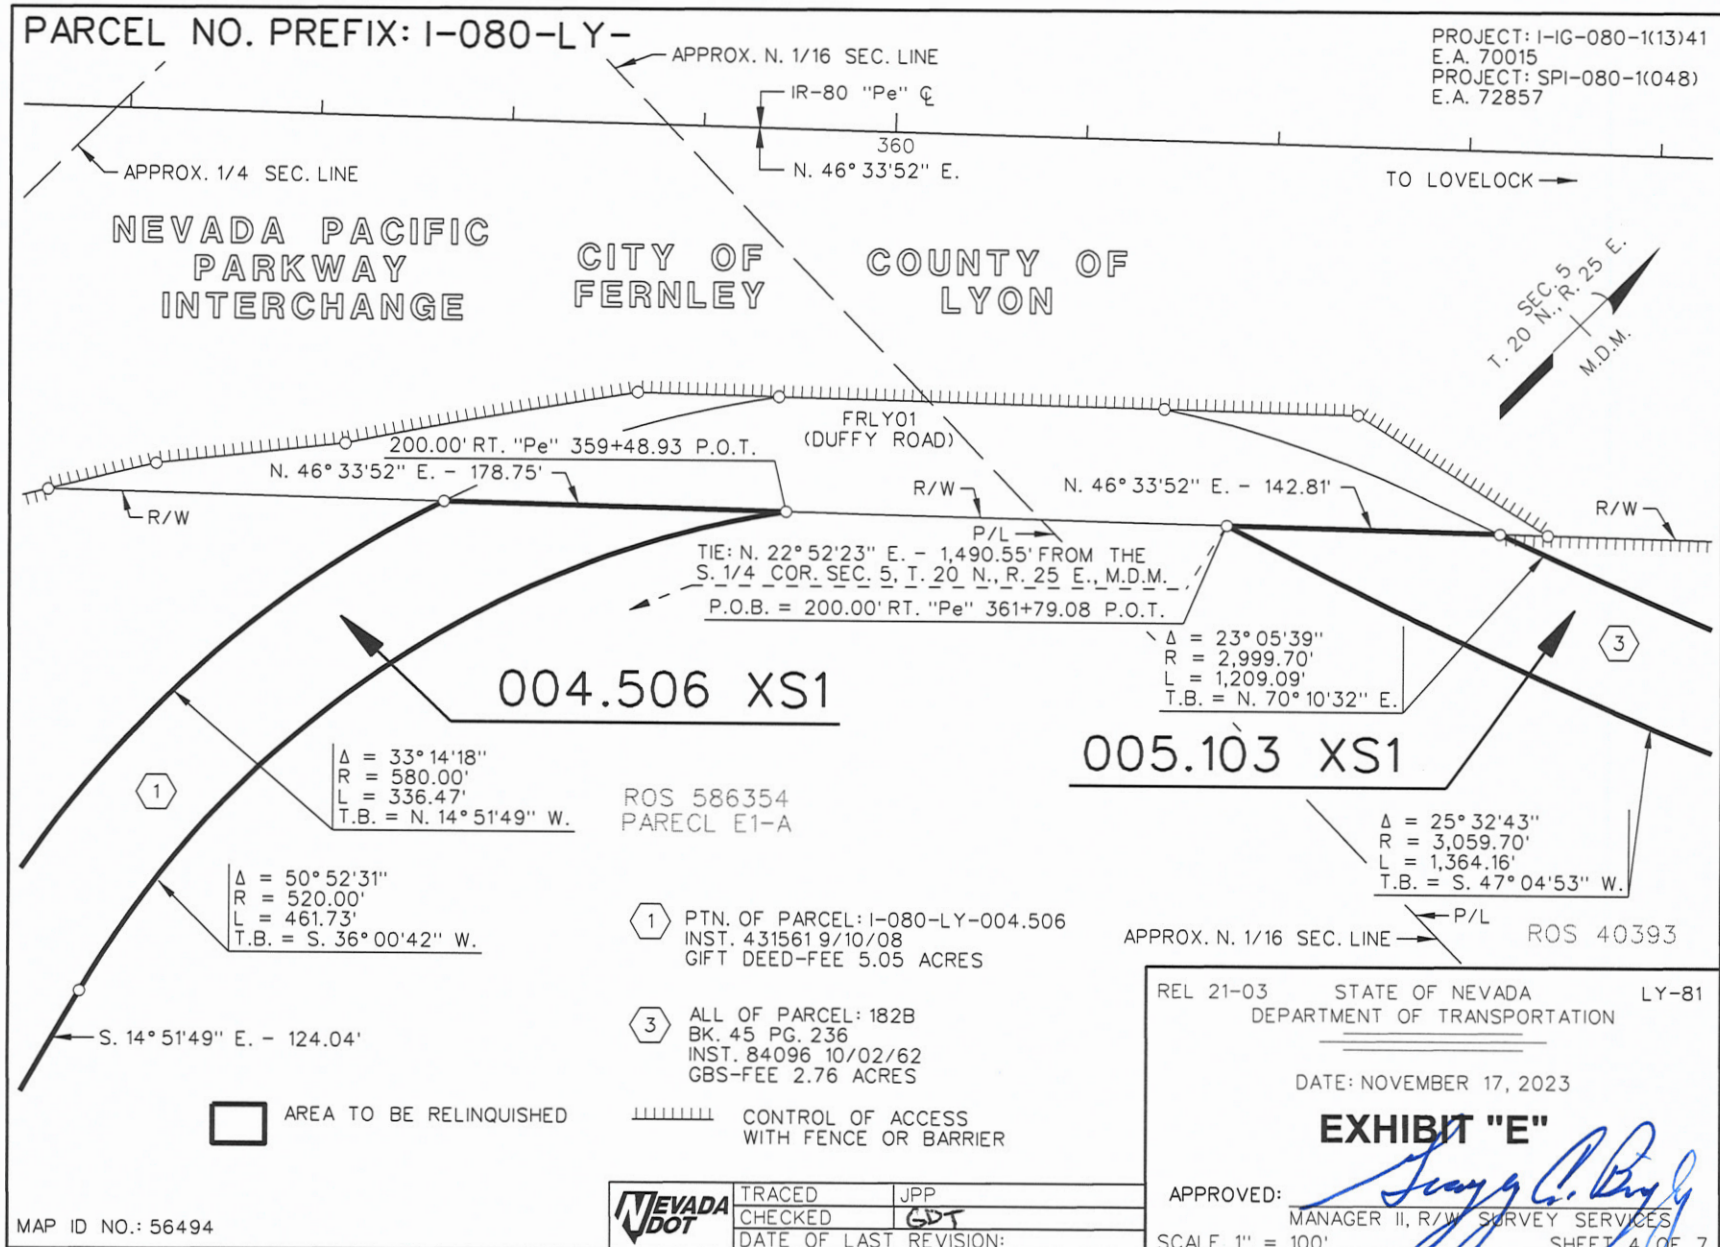 PARCEL NO. PREFIX: I-080-LY-
PROJECT: I-IG-080-1(13)41
E.A. 70015
PROJECT: SPI-080-1(048)
E.A. 72857
APPROX. N. 1/16 SEC. LINE
IR-80 "Pe" ℄
360
N. 46° 33'52" E.
APPROX. 1/4 SEC. LINE
TO LOVELOCK
NEVADA PACIFIC
PARKWAY
INTERCHANGE
CITY OF
FERNLEY
COUNTY OF
LYON
SEC. 5
T. 20 N., R. 25 E.
M.D.M.
FRLY01
(DUFFY ROAD)
200.00' RT. "Pe" 359+48.93 P.O.T.
N. 46° 33'52" E. - 178.75'
R/W
R/W
N. 46° 33'52" E. - 142.81'
R/W
P/L
TIE: N. 22° 52'23" E. - 1,490.55' FROM THE
S. 1/4 COR. SEC. 5, T. 20 N., R. 25 E., M.D.M.
P.O.B. = 200.00' RT. "Pe" 361+79.08 P.O.T.
Δ = 23° 05'39"
R = 2,999.70'
L = 1,209.09'
T.B. = N. 70° 10'32" E.
3
004.506 XS1
005.103 XS1
Δ = 33° 14'18"
R = 580.00'
L = 336.47'
T.B. = N. 14° 51'49" W.
1
ROS 586354
PARECL E1-A
Δ = 25° 32'43"
R = 3,059.70'
L = 1,364.16'
T.B. = S. 47° 04'53" W.
Δ = 50° 52'31"
R = 520.00'
L = 461.73'
T.B. = S. 36° 00'42" W.
P/L
APPROX. N. 1/16 SEC. LINE
ROS 40393
1 PTN. OF PARCEL: I-080-LY-004.506
INST. 431561 9/10/08
GIFT DEED-FEE 5.05 ACRES
3 ALL OF PARCEL: 182B
BK. 45 PG. 236
INST. 84096 10/02/62
GBS-FEE 2.76 ACRES
S. 14° 51'49" E. - 124.04'
AREA TO BE RELINQUISHED
CONTROL OF ACCESS
WITH FENCE OR BARRIER
REL 21-03 STATE OF NEVADA LY-81
DEPARTMENT OF TRANSPORTATION
DATE: NOVEMBER 17, 2023
EXHIBIT "E"
APPROVED:
MANAGER II, R/W SURVEY SERVICES
SCALE 1" = 100' SHEET 4 OF 7
NEVADA
DOT
TRACED JPP
CHECKED GDT
DATE OF LAST REVISION:
MAP ID NO.: 56494